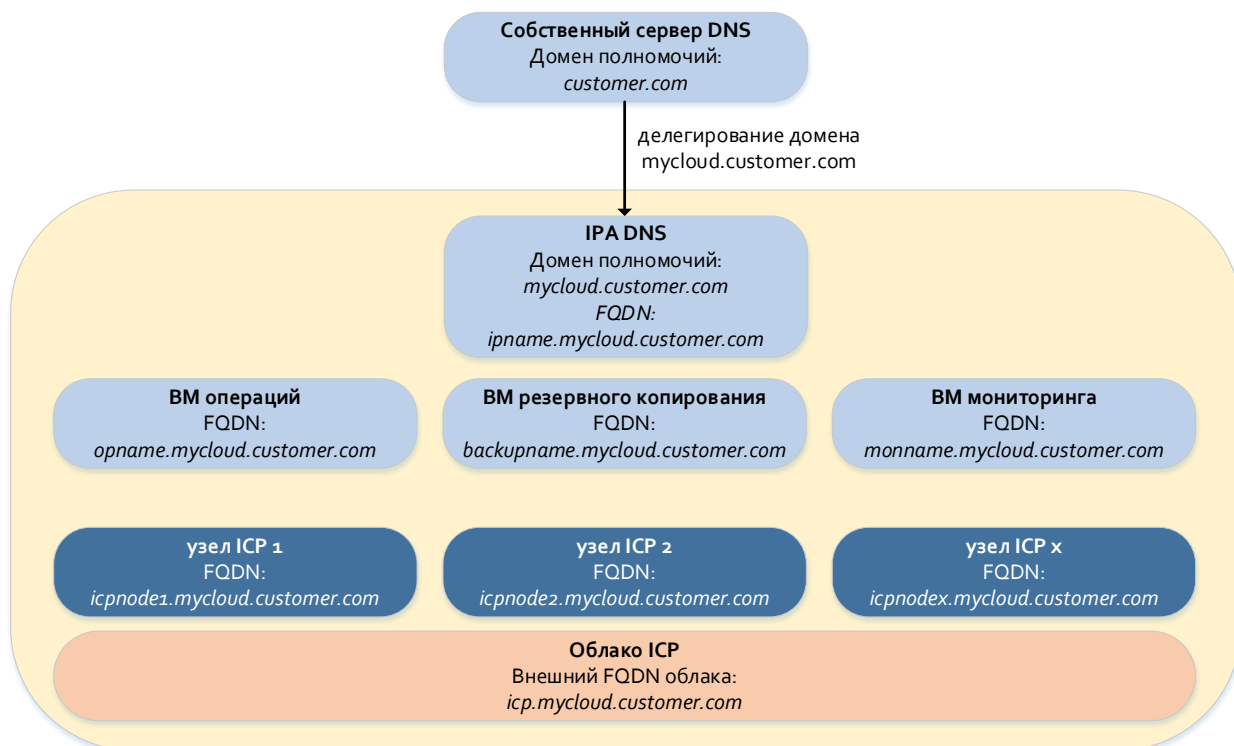 Собственный сервер DNS
Домен полномочий:
customer.com
делегирование домена
mycloud.customer.com
IPA DNS
Домен полномочий:
mycloud.customer.com
FQDN:
ipname.mycloud.customer.com
ВМ операций
FQDN:
opname.mycloud.customer.com
ВМ резервного копирования
FQDN:
backupname.mycloud.customer.com
ВМ мониторинга
FQDN:
monname.mycloud.customer.com
узел ICP 1
FQDN:
icpnode1.mycloud.customer.com
узел ICP 2
FQDN:
icpnode2.mycloud.customer.com
узел ICP x
FQDN:
icpnodex.mycloud.customer.com
Облако ICP
Внешний FQDN облака:
icp.mycloud.customer.com